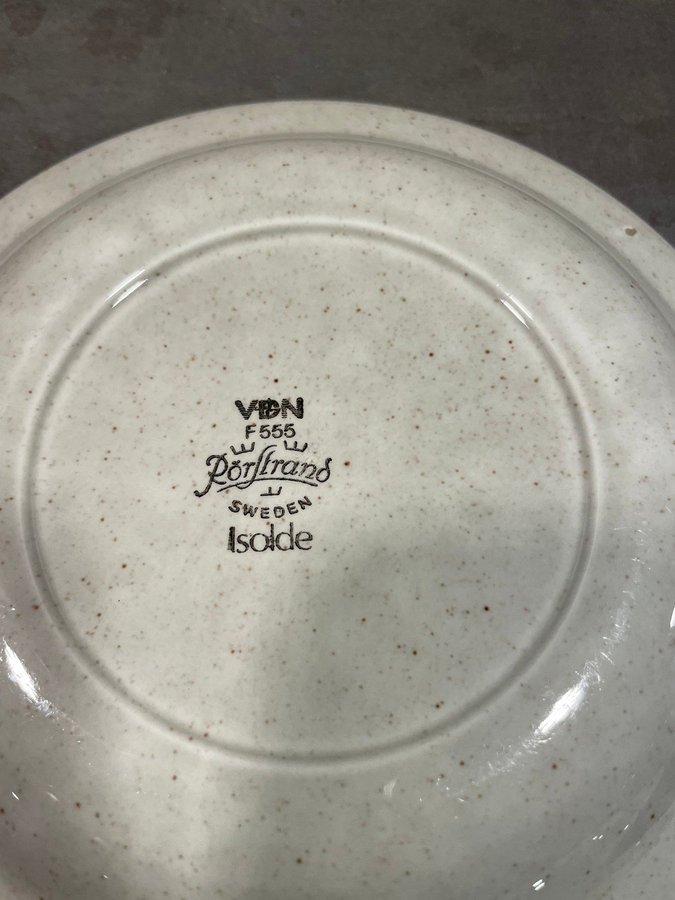 VDN
F555
Rörstrand
SWEDEN
Isolde